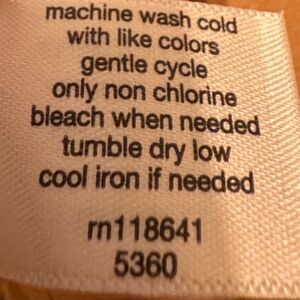 machine wash cold
with like colors
gentle cycle
only non chlorine
bleach when needed
tumble dry low
cool iron if needed
rn118641
5360